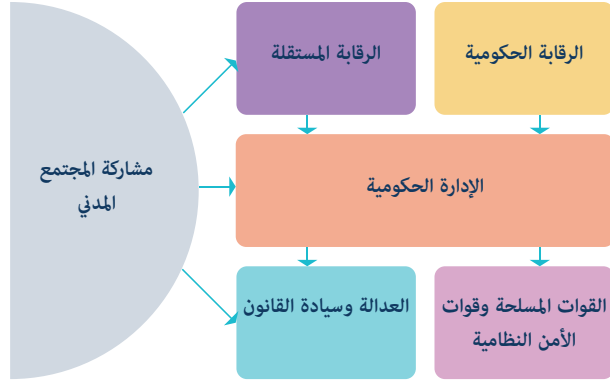 الرقابة الحكومية
الرقابة المستقلة
مشاركة المجتمع
المدني
الإدارة الحكومية
القوات المسلحة وقوات
الأمن النظامية
العدالة وسيادة القانون